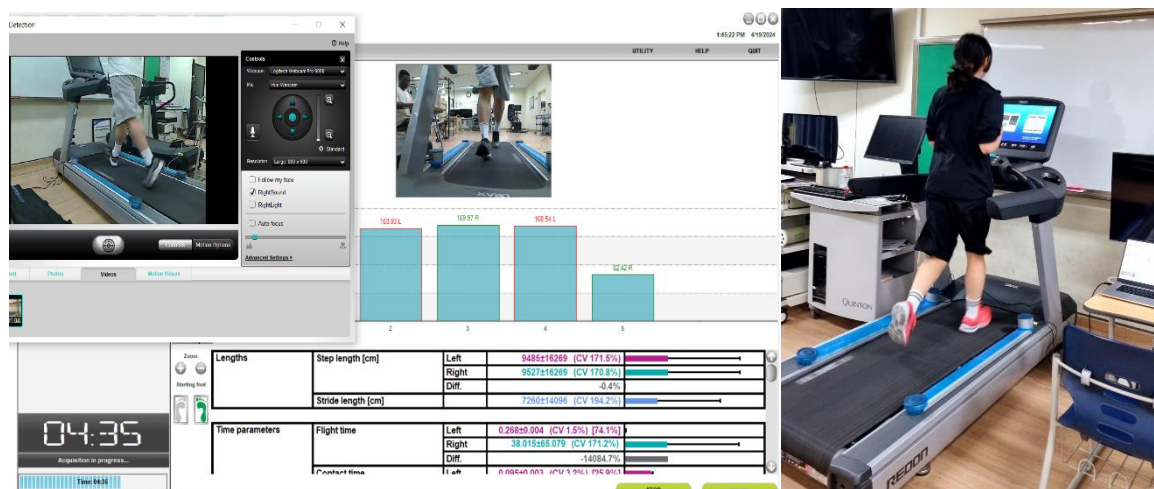 Detection
Help
Controls
Logitech Webcam Pro 9000
Standard
Resolution
Follow my face
RightSound
RightLight
Auto focus
Advanced Settings >
Controls
Motion Options
Photos
Videos
Motion Videos
1:45:22 PM 4/19/2024
UTILITY
HELP
QUIT
169.97 R
168.54 L
2
3
4
5
Zoom
Starting foot
Lengths
Step length [cm]
Left
9485±16269 (CV 171.5%)
Right
9527±16269 (CV 170.8%)
Diff.
-0.4%
Stride length [cm]
7260±14096 (CV 194.2%)
Time parameters
Flight time
Left
0.268±0.004 (CV 1.5%) [74.1%]
Right
38.015±65.079 (CV 171.2%)
Diff.
-14084.7%
Contact time
Left
0.095±0.003 (CV 3.2%) [25.9%]
04:35
Acquisition in progress...
Time: 04:35
STOP
QUINTON
REDON